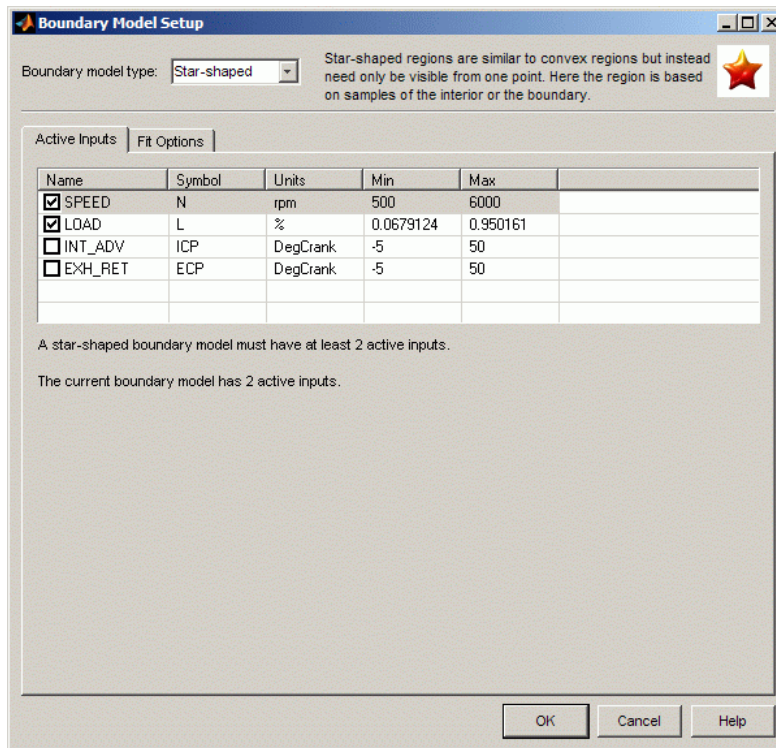 Boundary Model Setup
Boundary model type: Star-shaped
Star-shaped regions are similar to convex regions but instead
need only be visible from one point. Here the region is based
on samples of the interior or the boundary.
Active Inputs Fit Options
Name Symbol Units Min Max
SPEED N rpm 500 6000
LOAD L % 0.0679124 0.950161
INT_ADV ICP DegCrank -5 50
EXH_RET ECP DegCrank -5 50
A star-shaped boundary model must have at least 2 active inputs.
The current boundary model has 2 active inputs.
OK Cancel Help